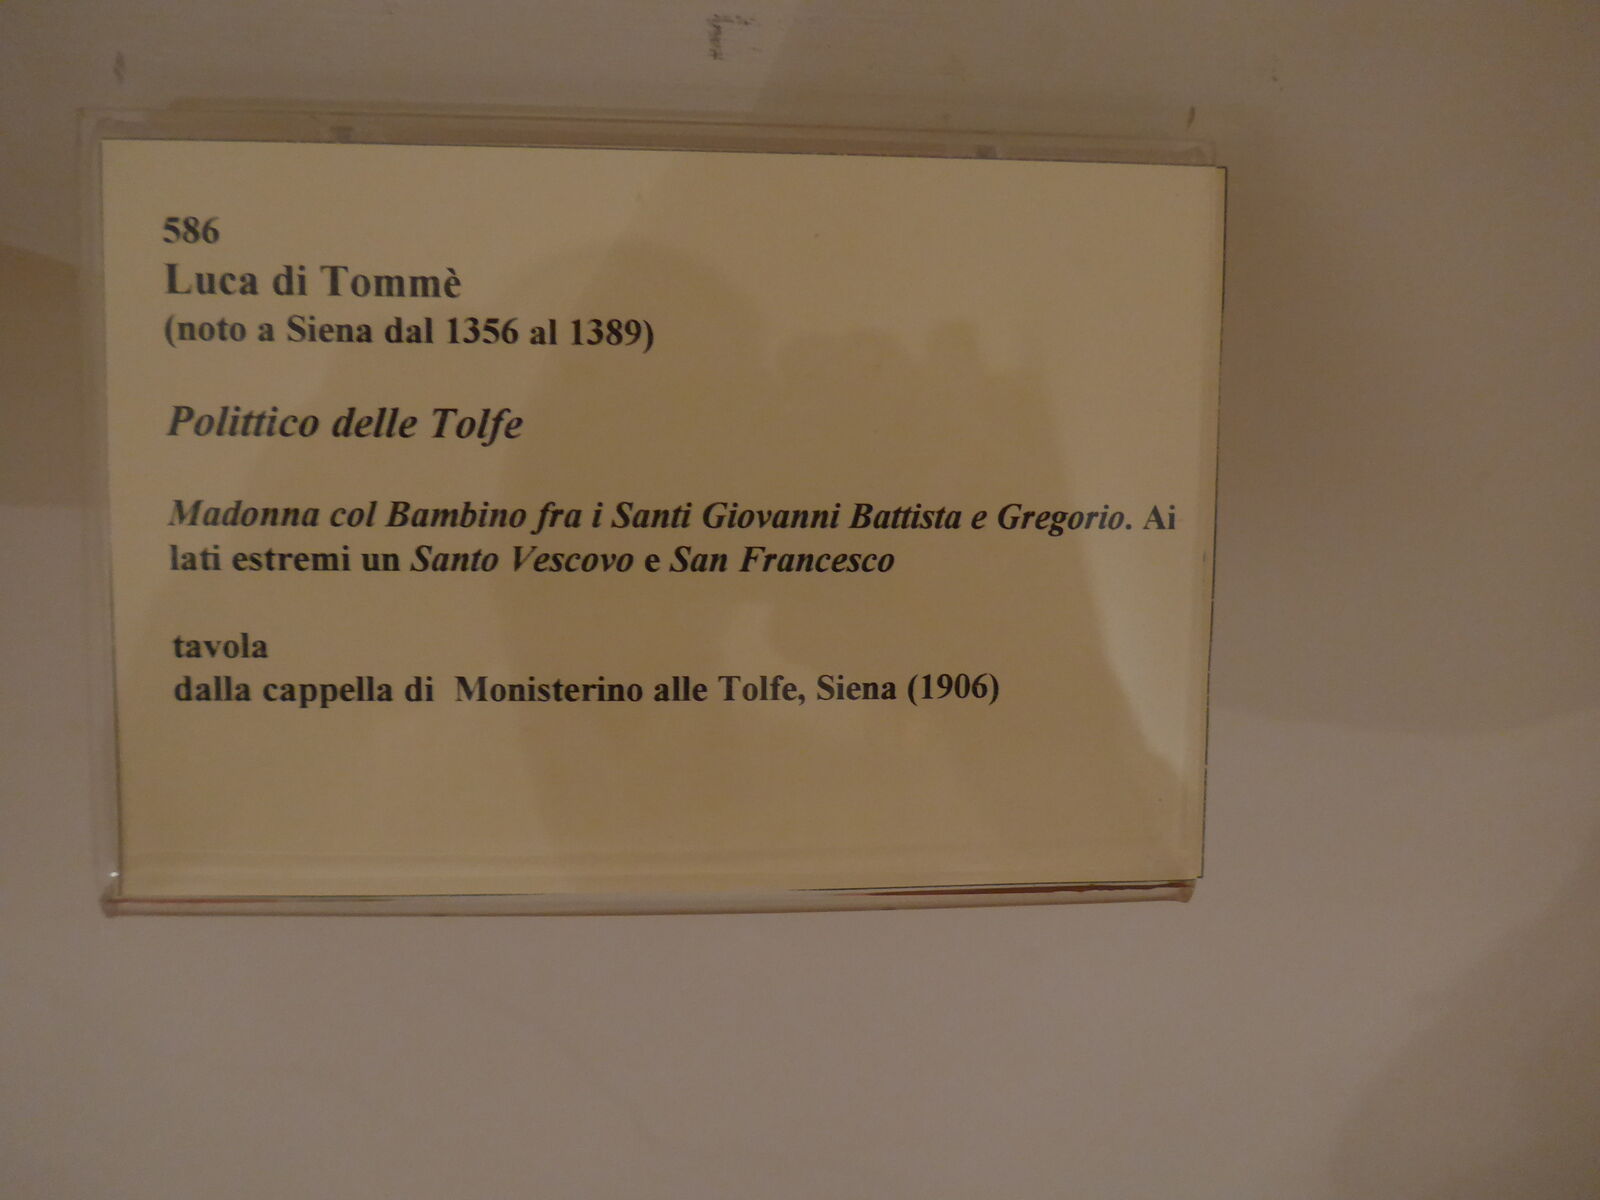 586
Luca di Tommè
(noto a Siena dal 1356 al 1389)
Polittico delle Tolfe
Madonna col Bambino fra i Santi Giovanni Battista e Gregorio. Ai
lati estremi un Santo Vescovo e San Francesco
tavola
dalla cappella di Monisterino alle Tolfe, Siena (1906)